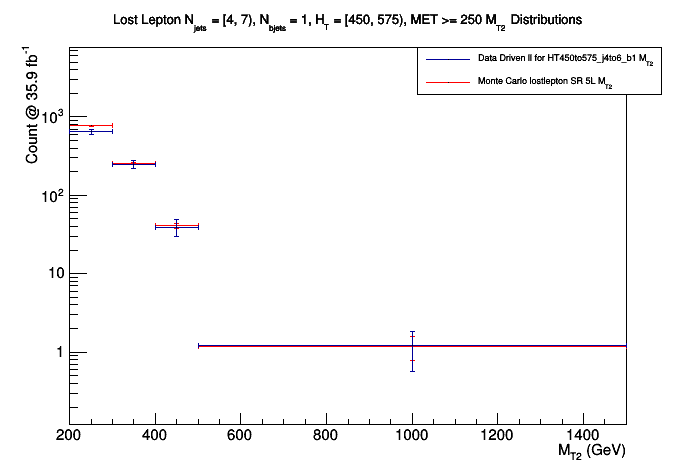 Lost Lepton N_jets = [4, 7), N_bjets = 1, H_T = [450, 575), MET >= 250 M_T2 Distributions
Data Driven II for HT450to575_j4to6_b1 M_T2
Monte Carlo lostlepton SR 5L M_T2
Count @ 35.9 fb^-1
10^3
10^2
10
1
200 400 600 800 1000 1200 1400
M_T2 (GeV)